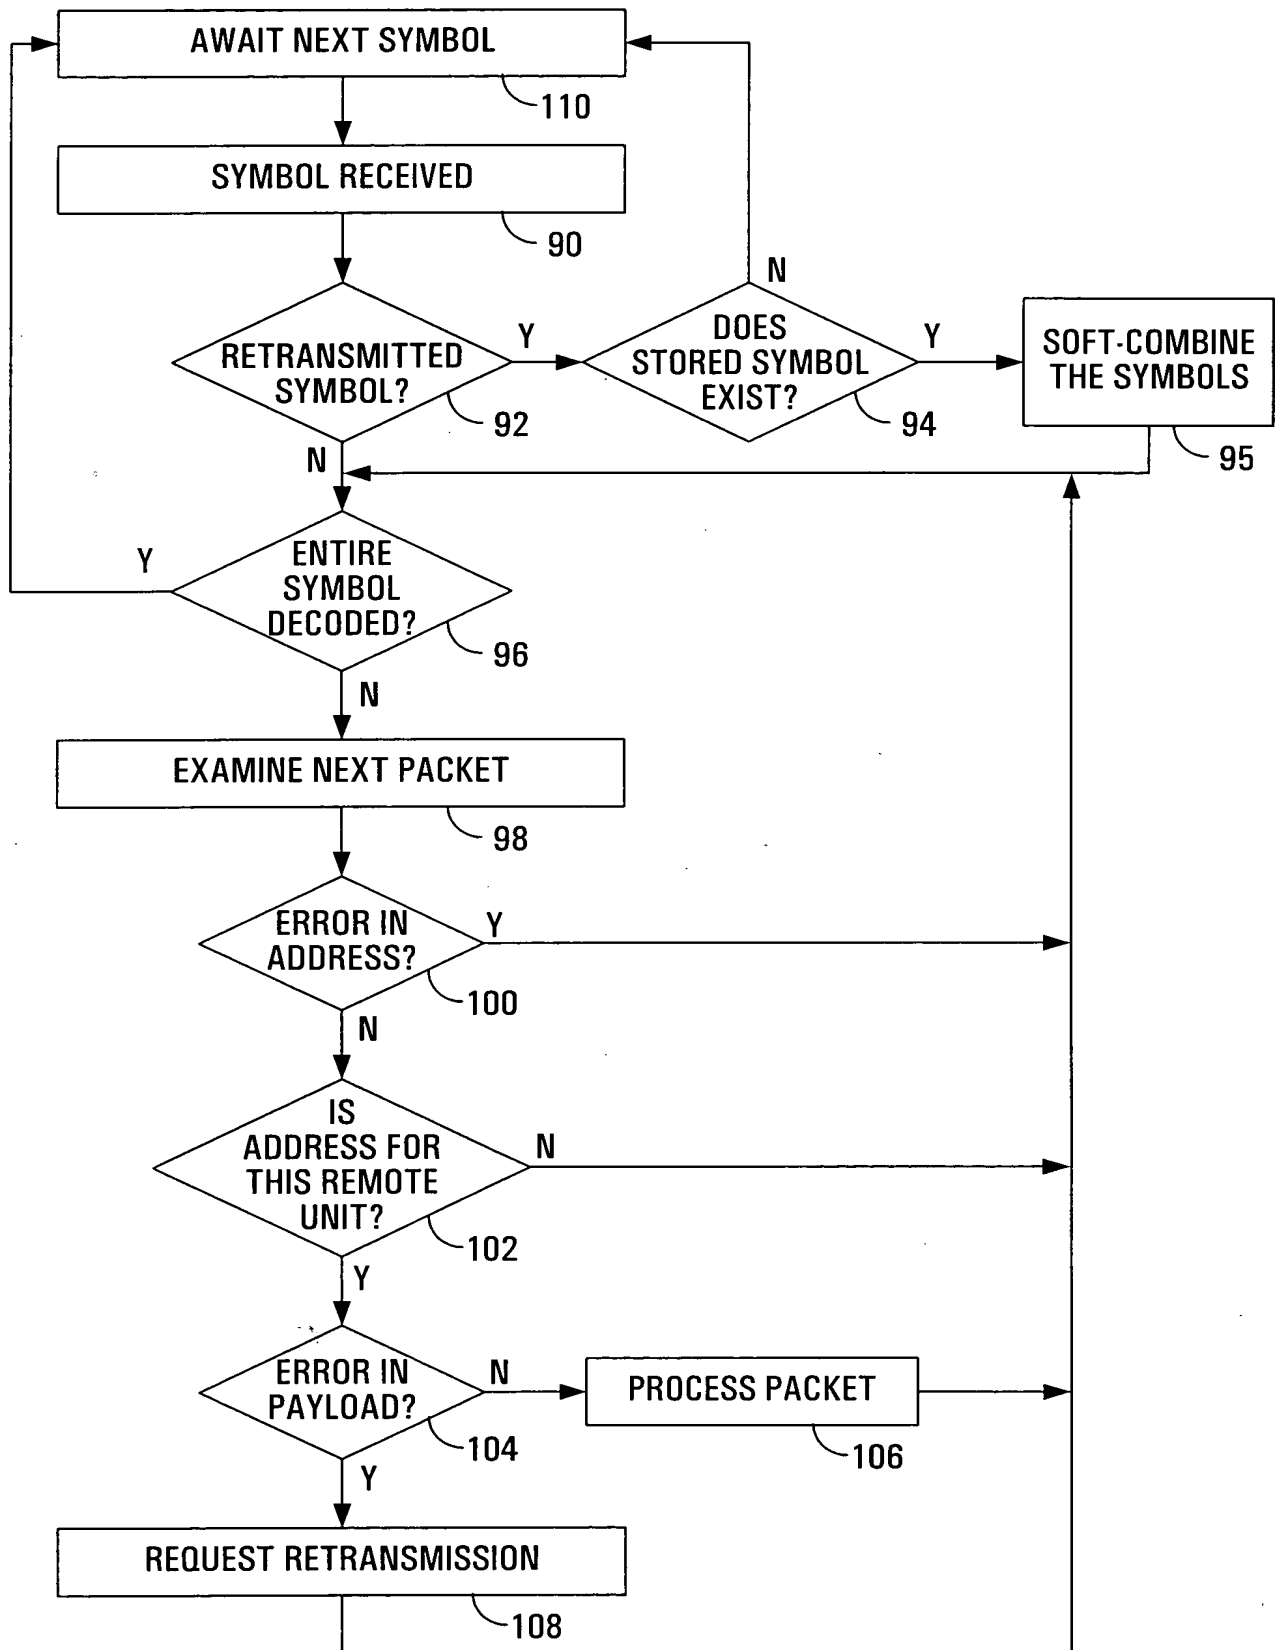 AWAIT NEXT SYMBOL
110
SYMBOL RECEIVED
90
N
RETRANSMITTED
SYMBOL?
92
Y
DOES
STORED SYMBOL
EXIST?
94
Y
SOFT-COMBINE
THE SYMBOLS
95
N
ENTIRE
SYMBOL
DECODED?
96
Y
N
EXAMINE NEXT PACKET
98
ERROR IN
ADDRESS?
100
Y
N
IS
ADDRESS FOR
THIS REMOTE
UNIT?
102
N
Y
ERROR IN
PAYLOAD?
104
N
PROCESS PACKET
106
Y
REQUEST RETRANSMISSION
108